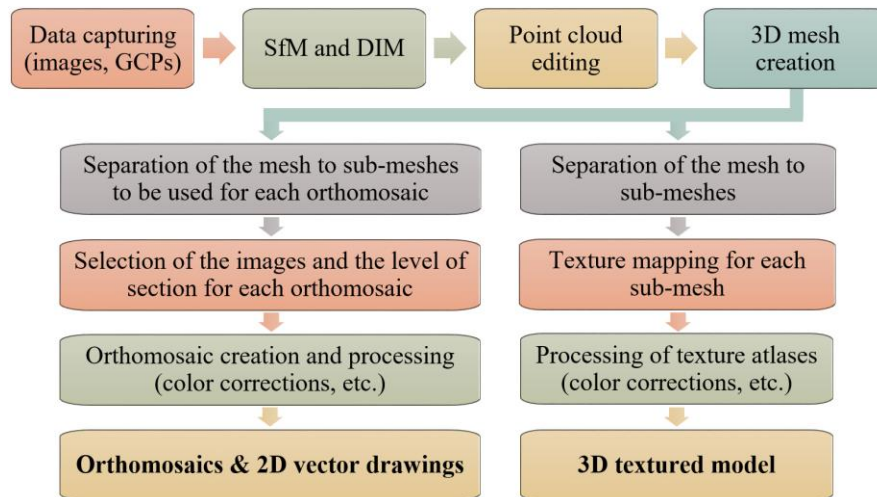 Data capturing
(images, GCPs)
SfM and DIM
Point cloud
editing
3D mesh
creation
Separation of the mesh to sub-meshes
to be used for each orthomosaic
Selection of the images and the level of
section for each orthomosaic
Orthomosaic creation and processing
(color corrections, etc.)
Orthomosaics & 2D vector drawings
Separation of the mesh to
sub-meshes
Texture mapping for each
sub-mesh
Processing of texture atlases
(color corrections, etc.)
3D textured model